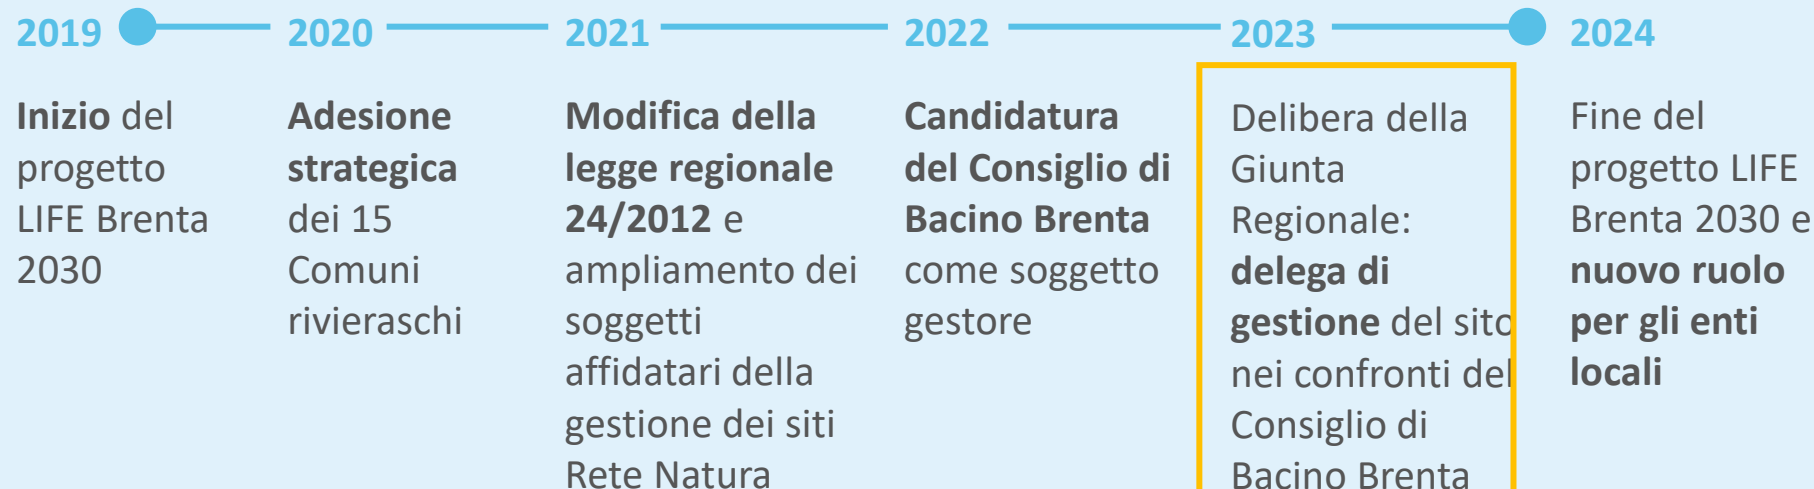 2019
Inizio del
progetto
LIFE Brenta
2030
2020
Adesione
strategica
dei 15
Comuni
rivieraschi
2021
Modifica della
legge regionale
24/2012 e
ampliamento dei
soggetti
affidatari della
gestione dei siti
Rete Natura
2022
Candidatura
del Consiglio di
Bacino Brenta
come soggetto
gestore
2023
Delibera della
Giunta
Regionale:
delega di
gestione del sito
nei confronti del
Consiglio di
Bacino Brenta
2024
Fine del
progetto LIFE
Brenta 2030 e
nuovo ruolo
per gli enti
locali